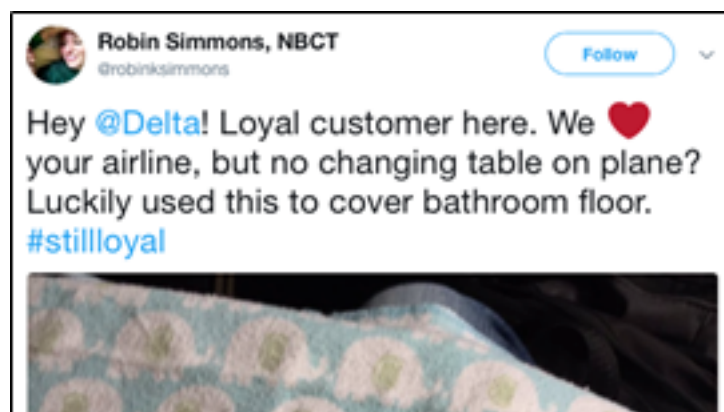 Robin Simmons, NBCT
@robinksimmons
Follow
Hey @Delta! Loyal customer here. We ❤
your airline, but no changing table on plane?
Luckily used this to cover bathroom floor.
#stillloyal